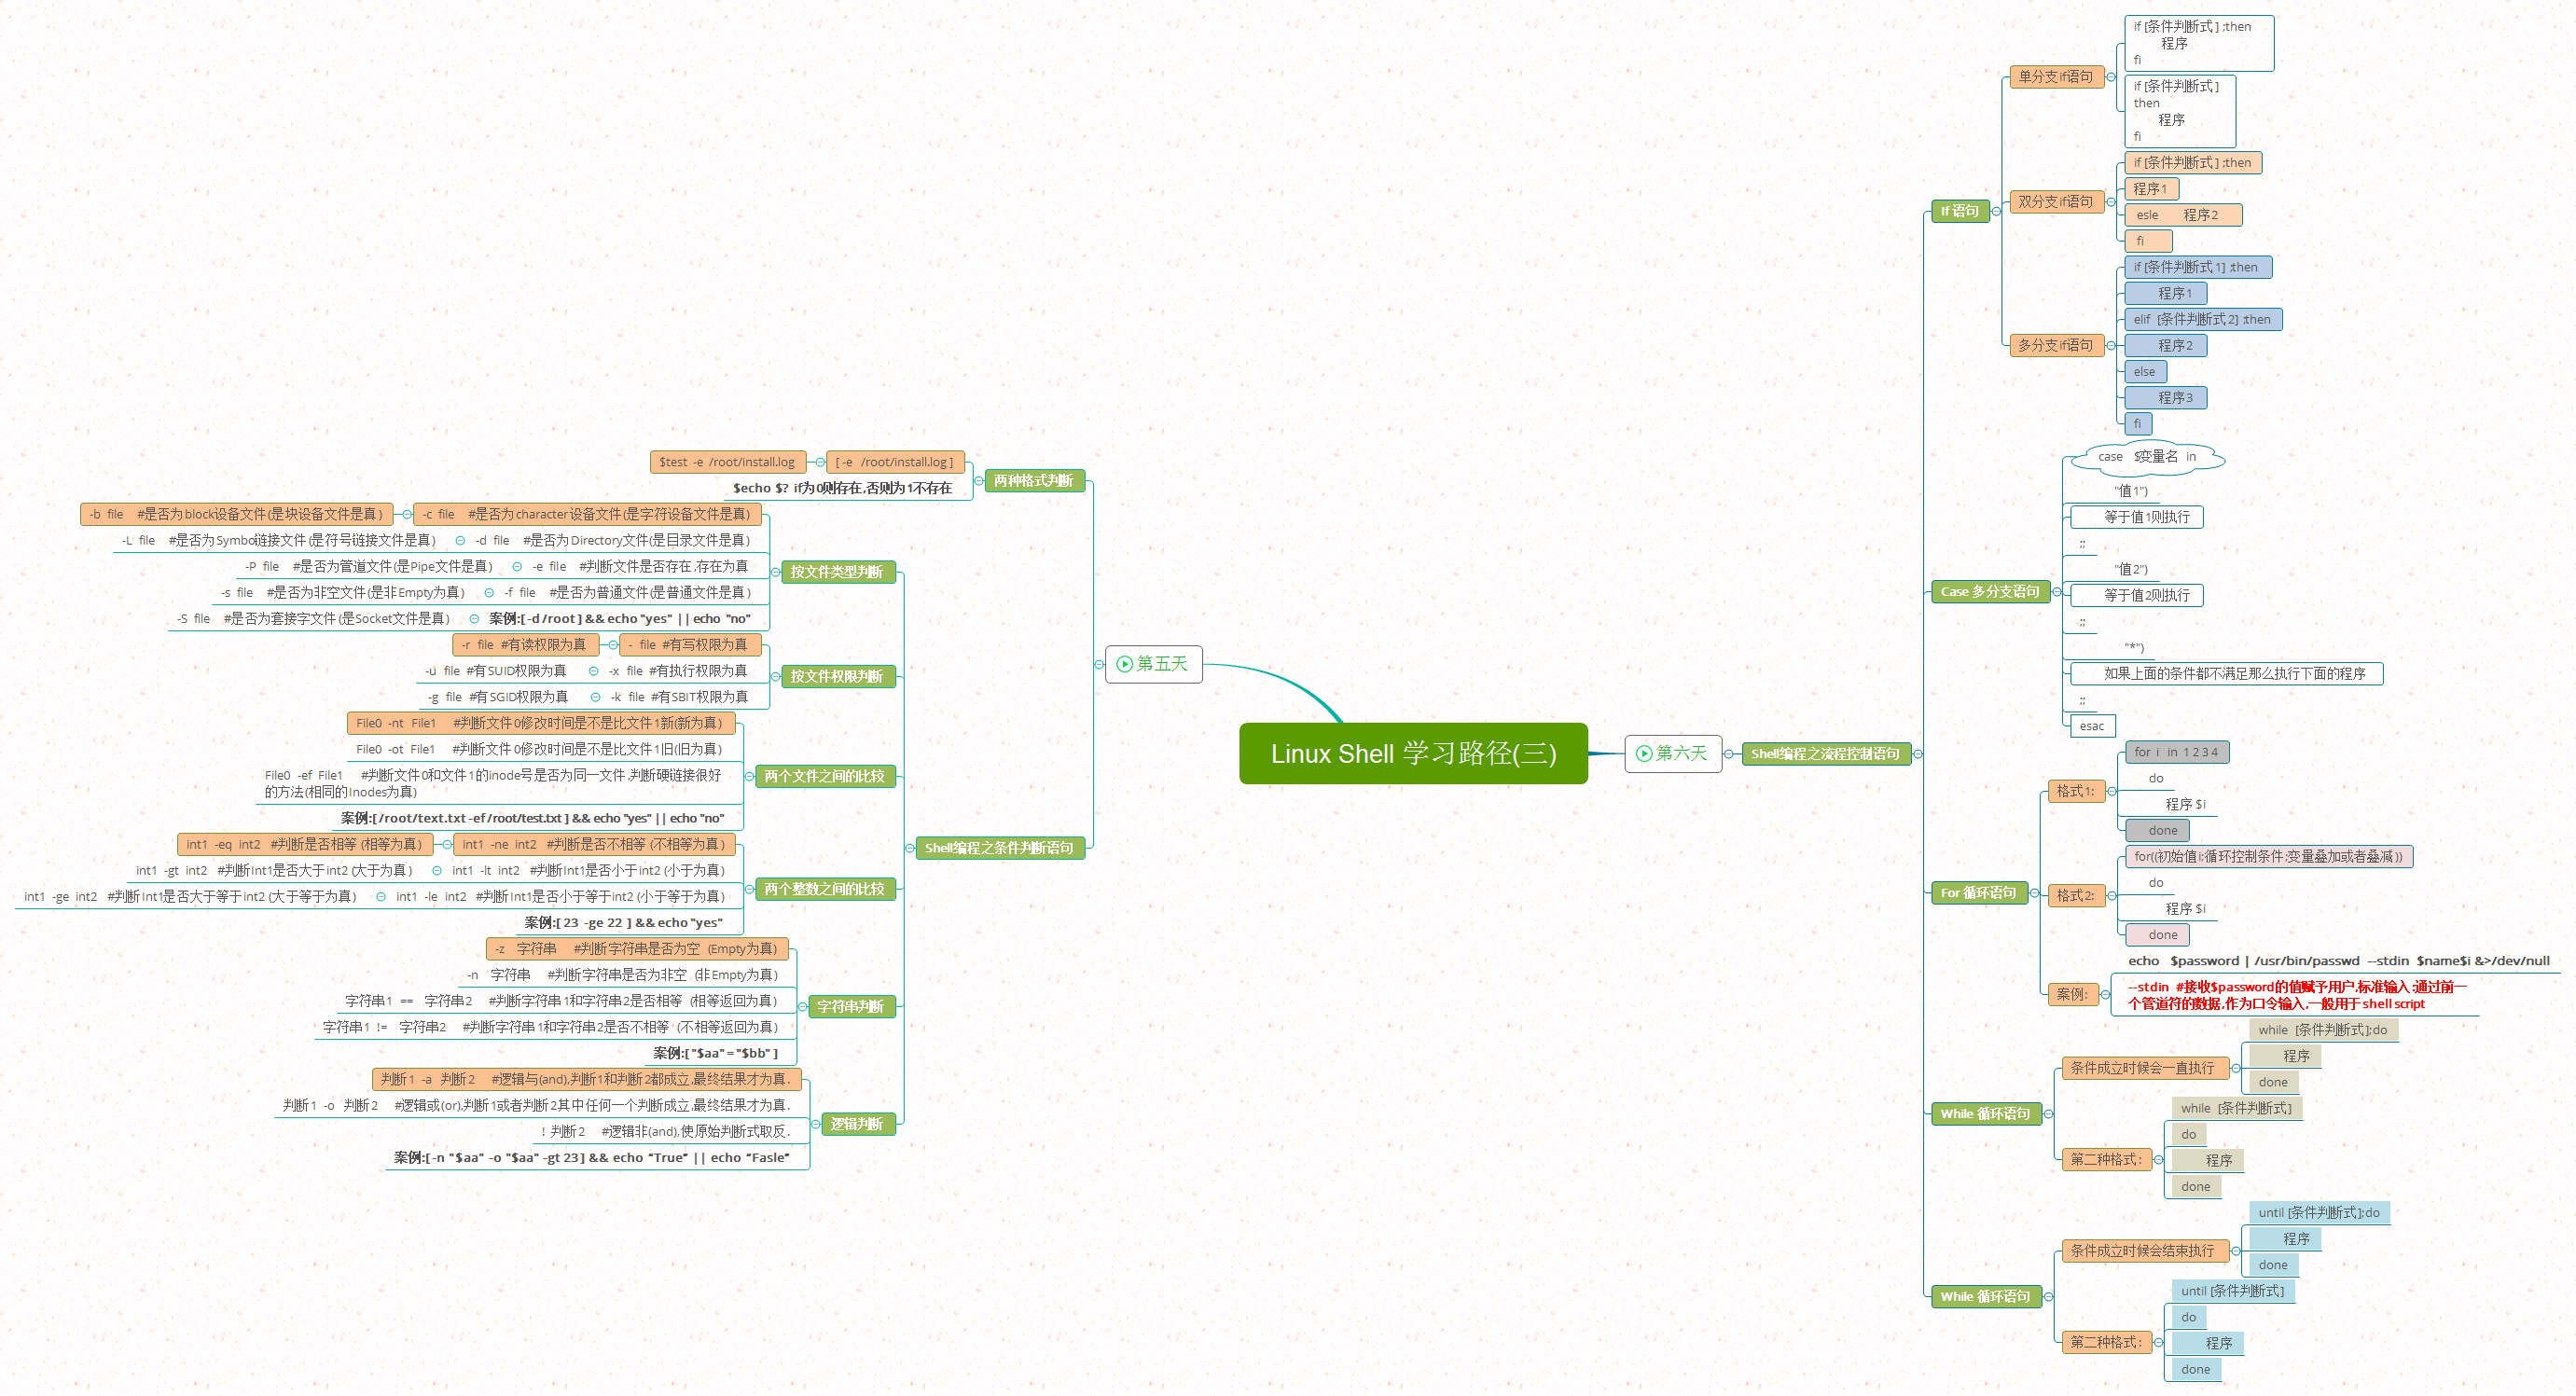 Linux Shell 学习路径(三)
第五天
两种格式判断
[ -e /root/install.log ]
$test -e /root/install.log
$echo $? if为0则存在,否则为1不存在
Shell编程之条件判断语句
按文件类型判断
-c file #是否为character设备文件(是字符设备文件是真)
-b file #是否为block设备文件(是块设备文件是真)
-d file #是否为Directory文件(是目录文件是真)
-L file #是否为Symbol链接文件(是符号链接文件是真)
-e file #判断文件是否存在,存在为真
-P file #是否为管道文件(是Pipe文件是真)
-f file #是否为普通文件(是普通文件是真)
-s file #是否为非空文件(是非Empty为真)
案例:[ -d /root ] && echo "yes" || echo "no"
-S file #是否为套接字文件(是Socket文件是真)
按文件权限判断
- file #有写权限为真
-r file #有读权限为真
-x file #有执行权限为真
-u file #有SUID权限为真
-k file #有SBIT权限为真
-g file #有SGID权限为真
两个文件之间的比较
File0 -nt File1 #判断文件0修改时间是不是比文件1新(新为真)
File0 -ot File1 #判断文件0修改时间是不是比文件1旧(旧为真)
File0 -ef File1 #判断文件0和文件1的inode号是否为同一文件,判断硬链接很好
的方法(相同的Inodes为真)
案例:[ /root/text.txt -ef /root/test.txt ] && echo "yes" || echo "no"
两个整数之间的比较
int1 -ne int2 #判断是否不相等 (不相等为真)
int1 -eq int2 #判断是否相等 (相等为真)
int1 -lt int2 #判断Int1是否小于int2 (小于为真)
int1 -gt int2 #判断Int1是否大于int2 (大于为真)
int1 -le int2 #判断Int1是否小于等于int2 (小于等于为真)
int1 -ge int2 #判断Int1是否大于等于int2 (大于等于为真)
案例:[ 23 -ge 22 ] && echo "yes"
字符串判断
-z 字符串 #判断字符串是否为空 (Empty为真)
-n 字符串 #判断字符串是否为非空 (非Empty为真)
字符串1 == 字符串2 #判断字符串1和字符串2是否相等 (相等返回为真)
字符串1 != 字符串2 #判断字符串1和字符串2是否不相等 (不相等返回为真)
案例:[ "$aa"="$bb" ]
逻辑判断
判断1 -a 判断2 #逻辑与(and),判断1和判断2都成立,最终结果才为真.
判断1 -o 判断2 #逻辑或(or),判断1或者判断2其中任何一个判断成立,最终结果才为真.
! 判断2 #逻辑非(and),使原始判断式取反.
案例:[ -n "$aa" -o "$aa" -gt 23 ] && echo “True” || echo “Fasle”
第六天
Shell编程之流程控制语句
If 语句
单分支if语句
if [条件判断式] ;then
程序
fi
if [条件判断式]
then
程序
fi
双分支if语句
if [条件判断式] ;then
程序1
esle 程序2
fi
多分支if语句
if [条件判断式1] ;then
程序1
elif [条件判断式2] ;then
程序2
else
程序3
fi
Case 多分支语句
case $变量名 in
"值1")
等于值1则执行
;;
"值2")
等于值2则执行
;;
"*")
如果上面的条件都不满足那么执行下面的程序
;;
esac
For 循环语句
格式1:
for i in 1 2 3 4
do
程序 $i
done
格式2:
for((初始值i;循环控制条件;变量叠加或者叠减))
do
程序 $i
done
案例:
echo $password | /usr/bin/passwd --stdin $name$i &>/dev/null
--stdin #接收$password的值赋予用户,标准输入:通过前一
个管道符的数据,作为口令输入,一般用于shell script
While 循环语句
条件成立时候会一直执行
while [条件判断式];do
程序
done
第二种格式:
while [条件判断式]
do
程序
done
While 循环语句
条件成立时候会结束执行
until [条件判断式];do
程序
done
第二种格式:
until [条件判断式]
do
程序
done